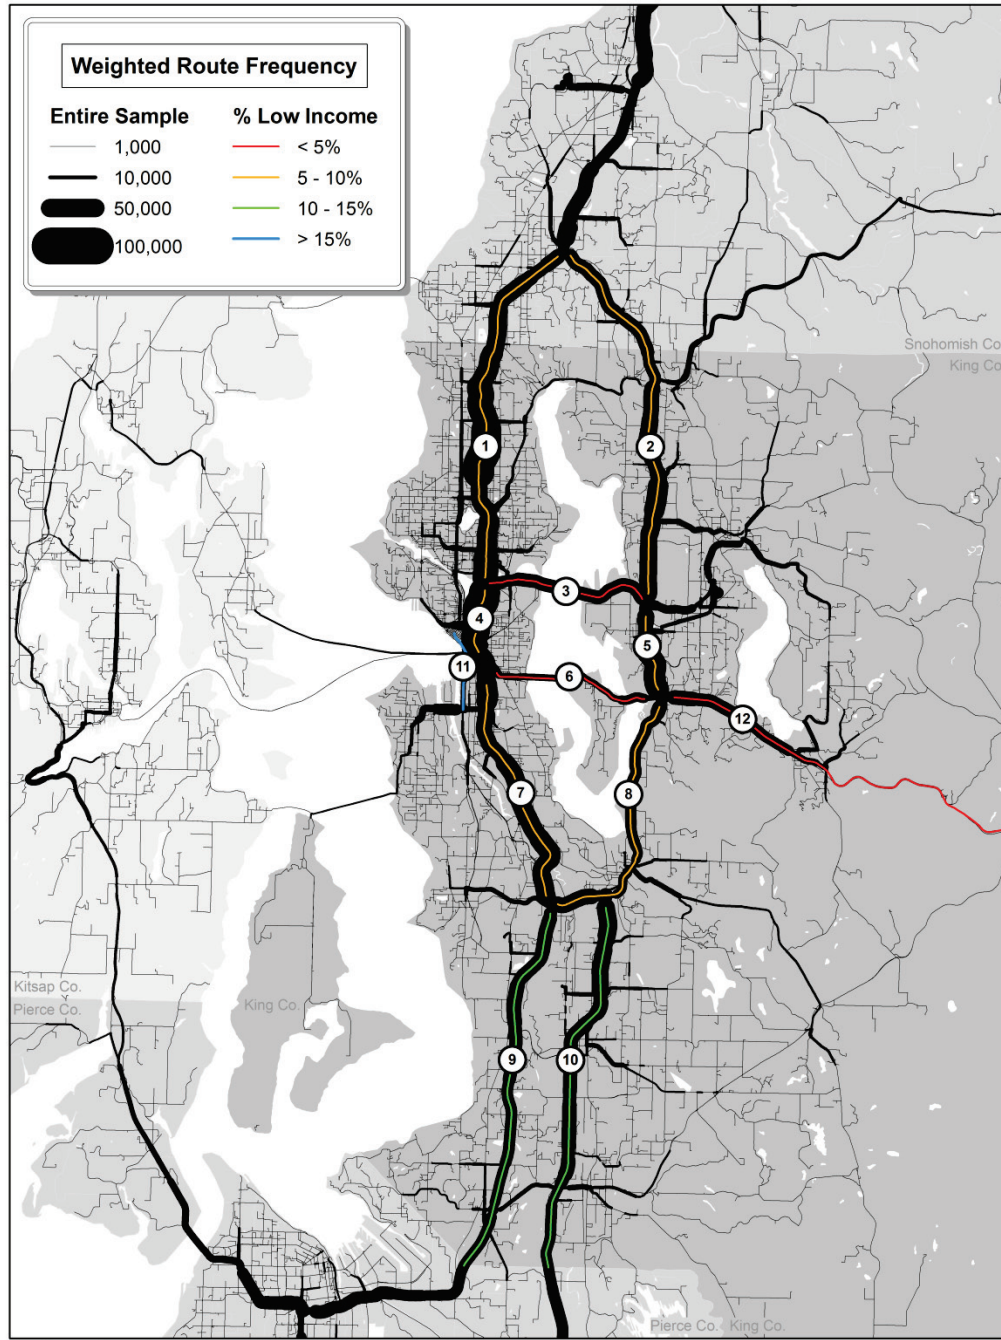 Weighted Route Frequency
Entire Sample % Low Income
1,000 < 5%
10,000 5 - 10%
50,000 10 - 15%
100,000 > 15%
Snohomish Co.
King Co.
1
2
3
4
5
11
6
12
7
8
Kitsap Co.
Pierce Co.
King Co.
9
10
Pierce Co. King Co.